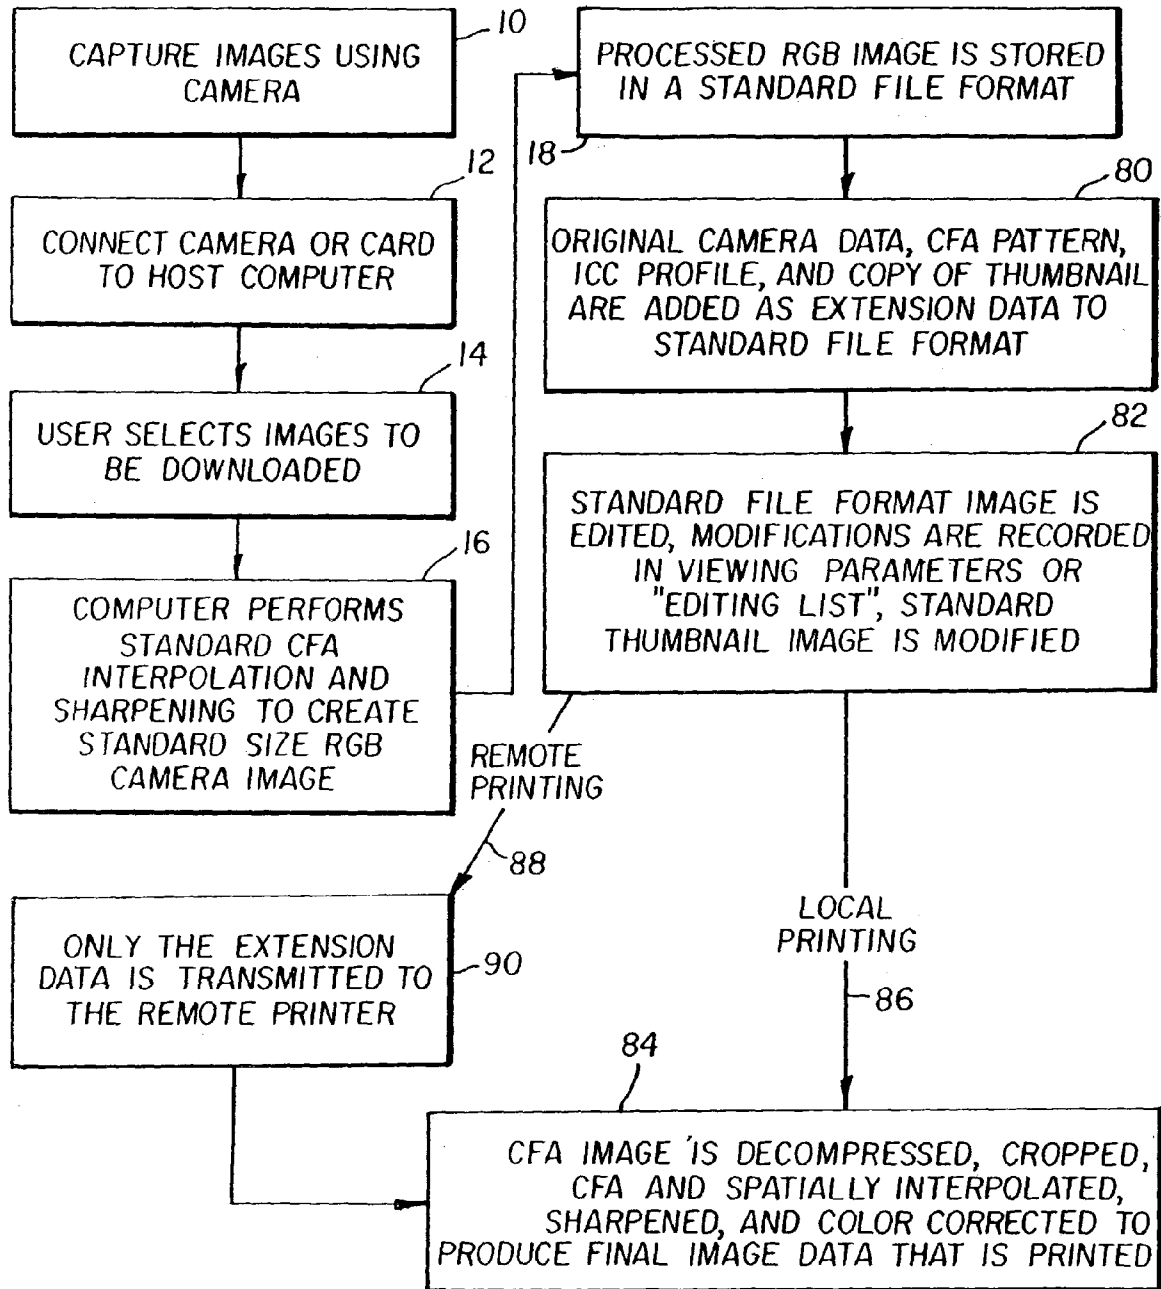 10
CAPTURE IMAGES USING
CAMERA
12
CONNECT CAMERA OR CARD
TO HOST COMPUTER
14
USER SELECTS IMAGES TO
BE DOWNLOADED
16
COMPUTER PERFORMS
STANDARD CFA
INTERPOLATION AND
SHARPENING TO CREATE
STANDARD SIZE RGB
CAMERA IMAGE
PROCESSED RGB IMAGE IS STORED
IN A STANDARD FILE FORMAT
18
80
ORIGINAL CAMERA DATA, CFA PATTERN,
ICC PROFILE, AND COPY OF THUMBNAIL
ARE ADDED AS EXTENSION DATA TO
STANDARD FILE FORMAT
82
STANDARD FILE FORMAT IMAGE IS
EDITED, MODIFICATIONS ARE RECORDED
IN VIEWING PARAMETERS OR
"EDITING LIST", STANDARD
THUMBNAIL IMAGE IS MODIFIED
REMOTE
PRINTING
88
ONLY THE EXTENSION
DATA IS TRANSMITTED TO
THE REMOTE PRINTER
90
LOCAL
PRINTING
86
84
CFA IMAGE IS DECOMPRESSED, CROPPED,
CFA AND SPATIALLY INTERPOLATED,
SHARPENED, AND COLOR CORRECTED TO
PRODUCE FINAL IMAGE DATA THAT IS PRINTED